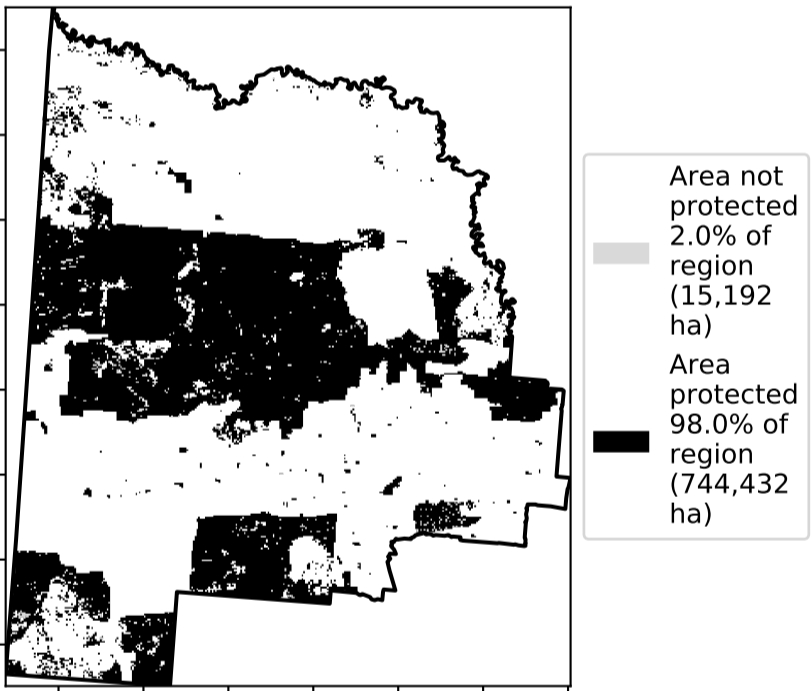 Area not
protected
2.0% of
region
(15,192
ha)
Area
protected
98.0% of
region
(744,432
ha)